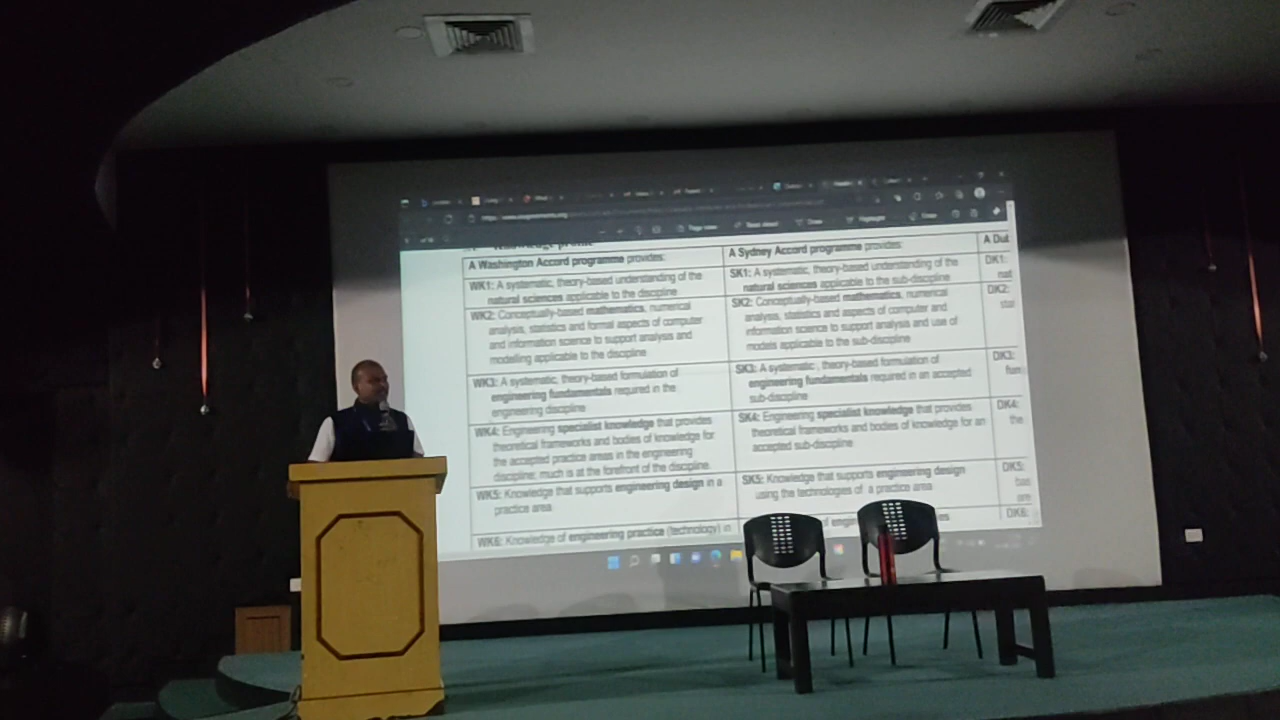 A Washington Accord programme provides:
WK1: A systematic, theory-based understanding of the
natural sciences applicable to the discipline
WK2: Conceptually-based mathematics, numerical
analysis, statistics and formal aspects of computer
and information science to support analysis and
modelling applicable to the discipline
WK3: A systematic, theory-based formulation of
engineering fundamentals required in the
engineering discipline
WK4: Engineering specialist knowledge that provides
theoretical frameworks and bodies of knowledge for
the accepted practice areas in the engineering
discipline; much is at the forefront of the discipline.
WK5: Knowledge that supports engineering design in a
practice area
WK6: Knowledge of engineering practice (technology) in
A Sydney Accord programme provides:
SK1: A systematic, theory-based understanding of the
natural sciences applicable to the sub-discipline
SK2: Conceptually-based mathematics, numerical
analysis, statistics and aspects of computer and
information science to support analysis and use of
models applicable to the sub-discipline
SK3: A systematic , theory-based formulation of
engineering fundamentals required in an accepted
sub-discipline
SK4: Engineering specialist knowledge that provides
theoretical frameworks and bodies of knowledge for an
accepted sub-discipline
SK5: Knowledge that supports engineering design
using the technologies of a practice area
of
A Du
DK1:
nat
DK2:
DK3:
DK4:
the
DK5:
DK6:
Page view
Read aloud
Draw
Highlight